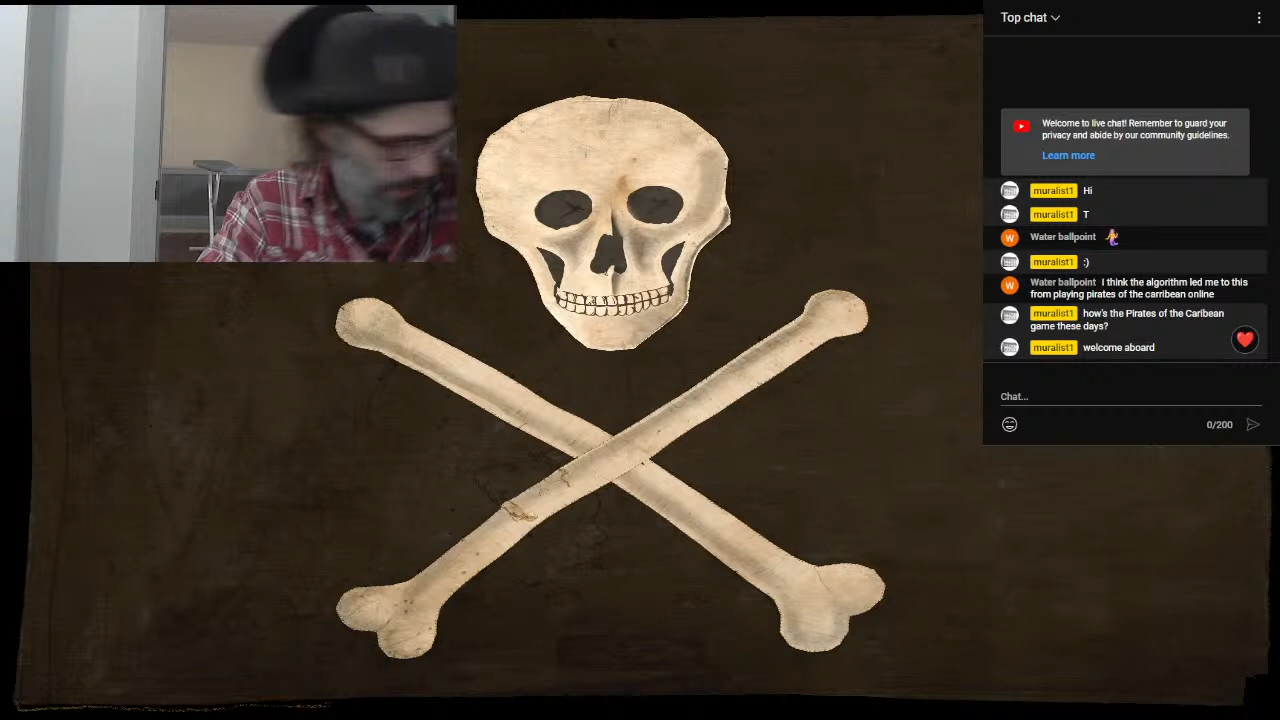 Top chat
Welcome to live chat! Remember to guard your
privacy and abide by our community guidelines.
Learn more
muralist1 Hi
muralist1 T
Water ballpoint
muralist1 :)
W Water ballpoint I think the algorithm led me to this
from playing pirates of the carribean online
muralist1 how's the Pirates of the Caribean
game these days?
muralist1 welcome aboard
Chat...
0/200